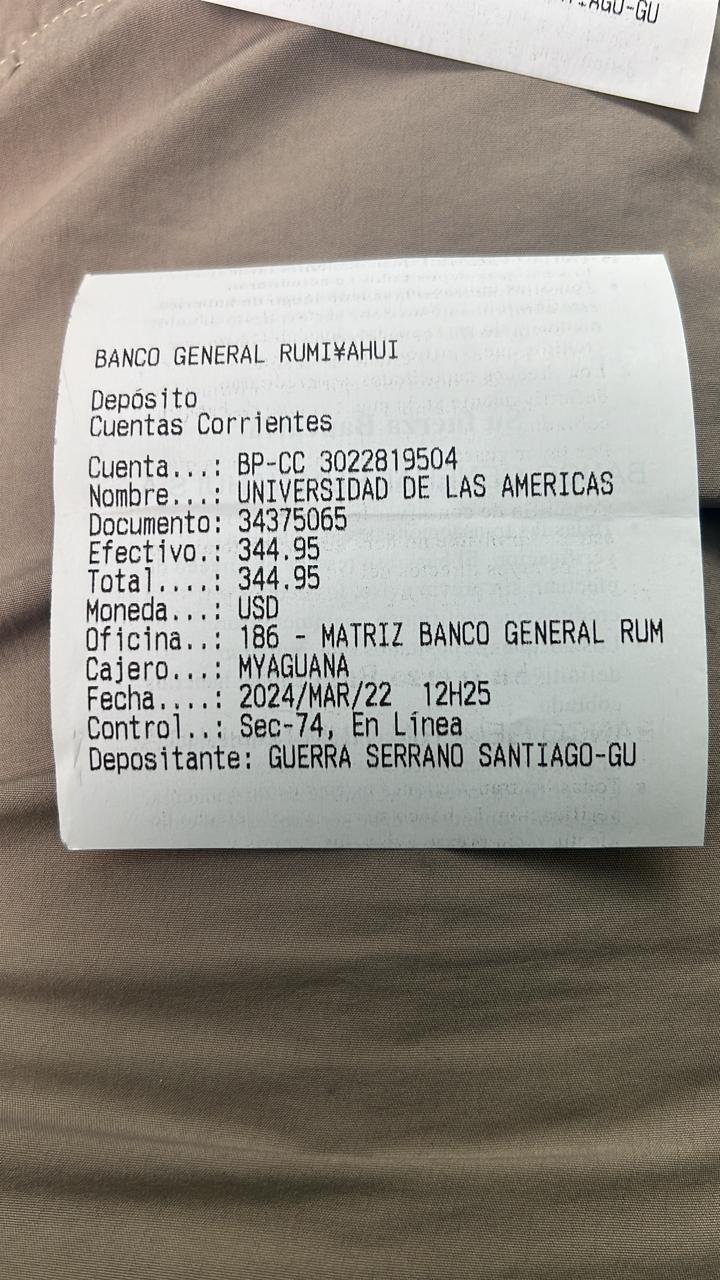 AGU-GU
BANCO GENERAL RUMI¥AHUI
Depósito
Cuentas Corrientes
Cuenta...: BP-CC 3022819504
Nombre...: UNIVERSIDAD DE LAS AMERICAS
Documento: 34375065
Efectivo.: 344.95
Total....: 344.95
Moneda...: USD
Oficina..: 186 - MATRIZ BANCO GENERAL RUM
Cajero...: MYAGUANA
Fecha....: 2024/MAR/22 12H25
Control..: Sec-74, En Línea
Depositante: GUERRA SERRANO SANTIAGO-GU